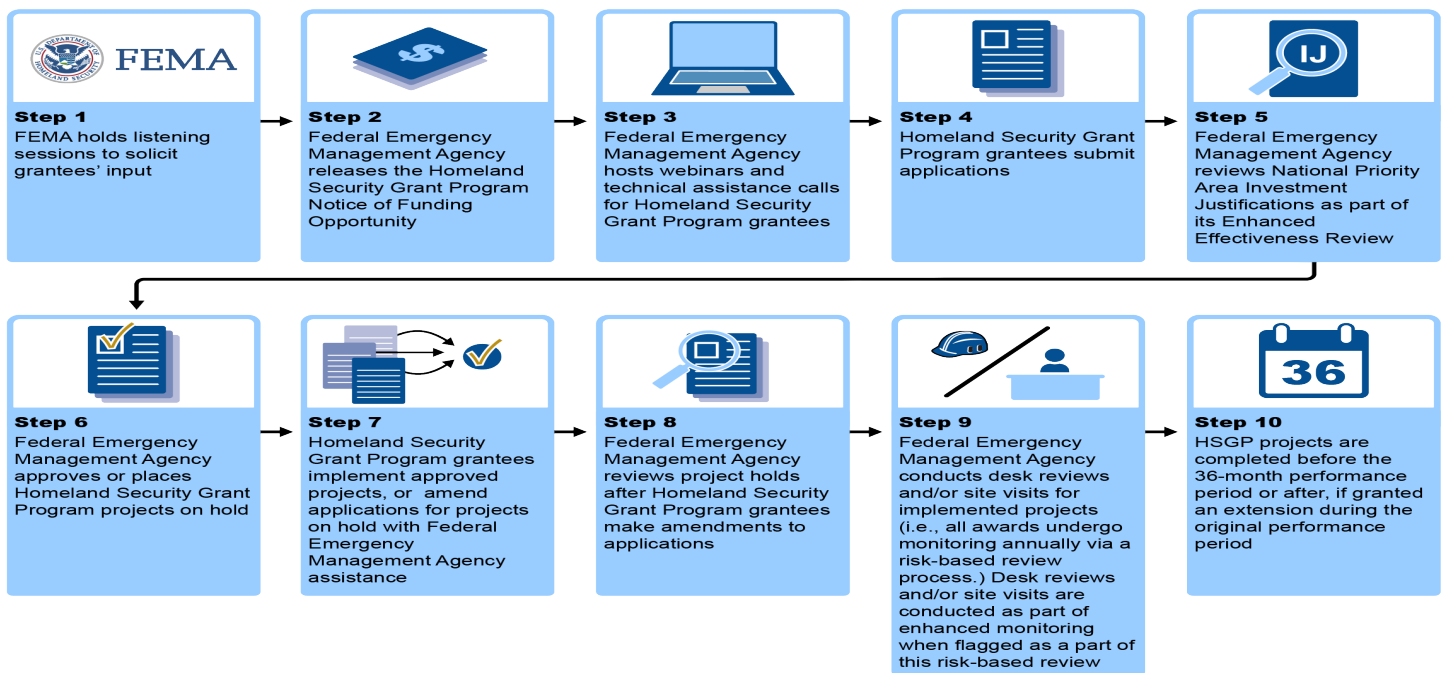 U.S. DEPARTMENT OF
HOMELAND SECURITY
FEMA
$
IJ
Step 1
FEMA holds listening
sessions to solicit
grantees’ input
Step 2
Federal Emergency
Management Agency
releases the Homeland
Security Grant Program
Notice of Funding
Opportunity
Step 3
Federal Emergency
Management Agency
hosts webinars and
technical assistance calls
for Homeland Security
Grant Program grantees
Step 4
Homeland Security Grant
Program grantees submit
applications
Step 5
Federal Emergency
Management Agency
reviews National Priority
Area Investment
Justifications as part of
its Enhanced
Effectiveness Review
Step 6
Federal Emergency
Management Agency
approves or places
Homeland Security Grant
Program projects on hold
Step 7
Homeland Security
Grant Program grantees
implement approved
projects, or amend
applications for projects
on hold with Federal
Emergency
Management Agency
assistance
Step 8
Federal Emergency
Management Agency
reviews project holds
after Homeland Security
Grant Program grantees
make amendments to
applications
Step 9
Federal Emergency
Management Agency
conducts desk reviews
and/or site visits for
implemented projects
(i.e., all awards undergo
monitoring annually via a
risk-based review
process.) Desk reviews
and/or site visits are
conducted as part of
enhanced monitoring
when flagged as a part of
this risk-based review
36
Step 10
HSGP projects are
completed before the
36-month performance
period or after, if granted
an extension during the
original performance
period